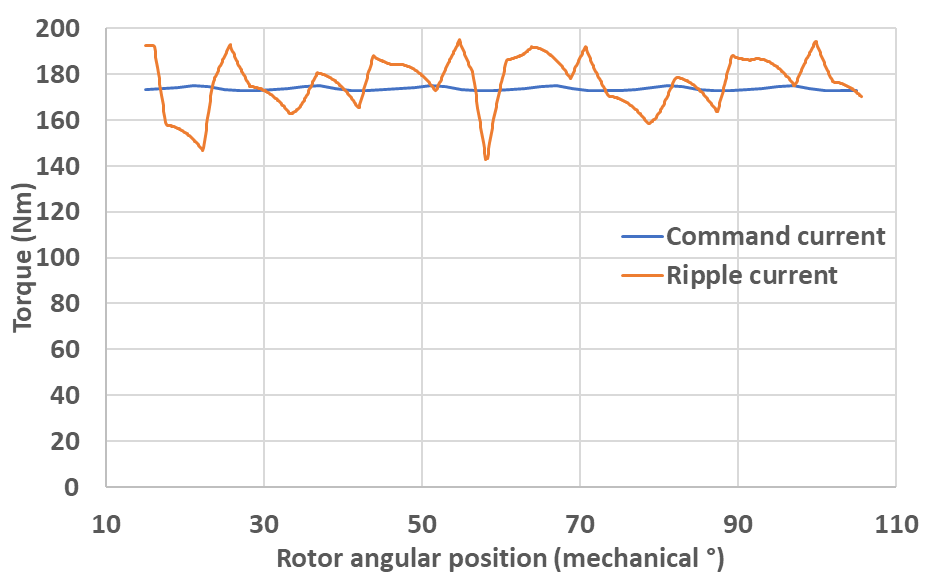 200
180
160
140
120
100
80
60
40
20
0
Torque (Nm)
Command current
Ripple current
10 30 50 70 90 110
Rotor angular position (mechanical °)